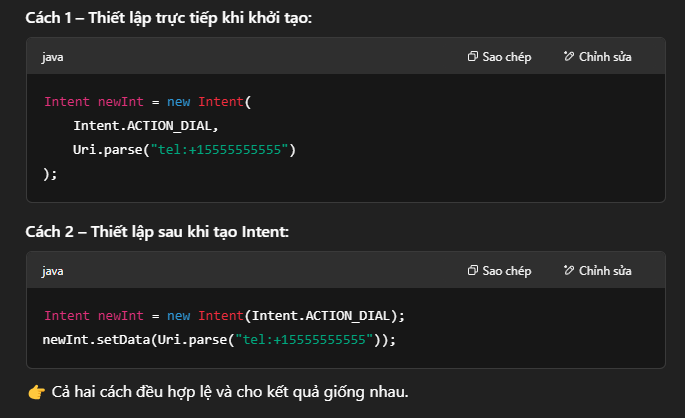 Cách 1 – Thiết lập trực tiếp khi khởi tạo:
java
Sao chép
Chỉnh sửa
Intent newInt = new Intent(
    Intent.ACTION_DIAL,
    Uri.parse("tel:+15555555555")
);
Cách 2 – Thiết lập sau khi tạo Intent:
java
Sao chép
Chỉnh sửa
Intent newInt = new Intent(Intent.ACTION_DIAL);
newInt.setData(Uri.parse("tel:+15555555555"));
👉 Cả hai cách đều hợp lệ và cho kết quả giống nhau.